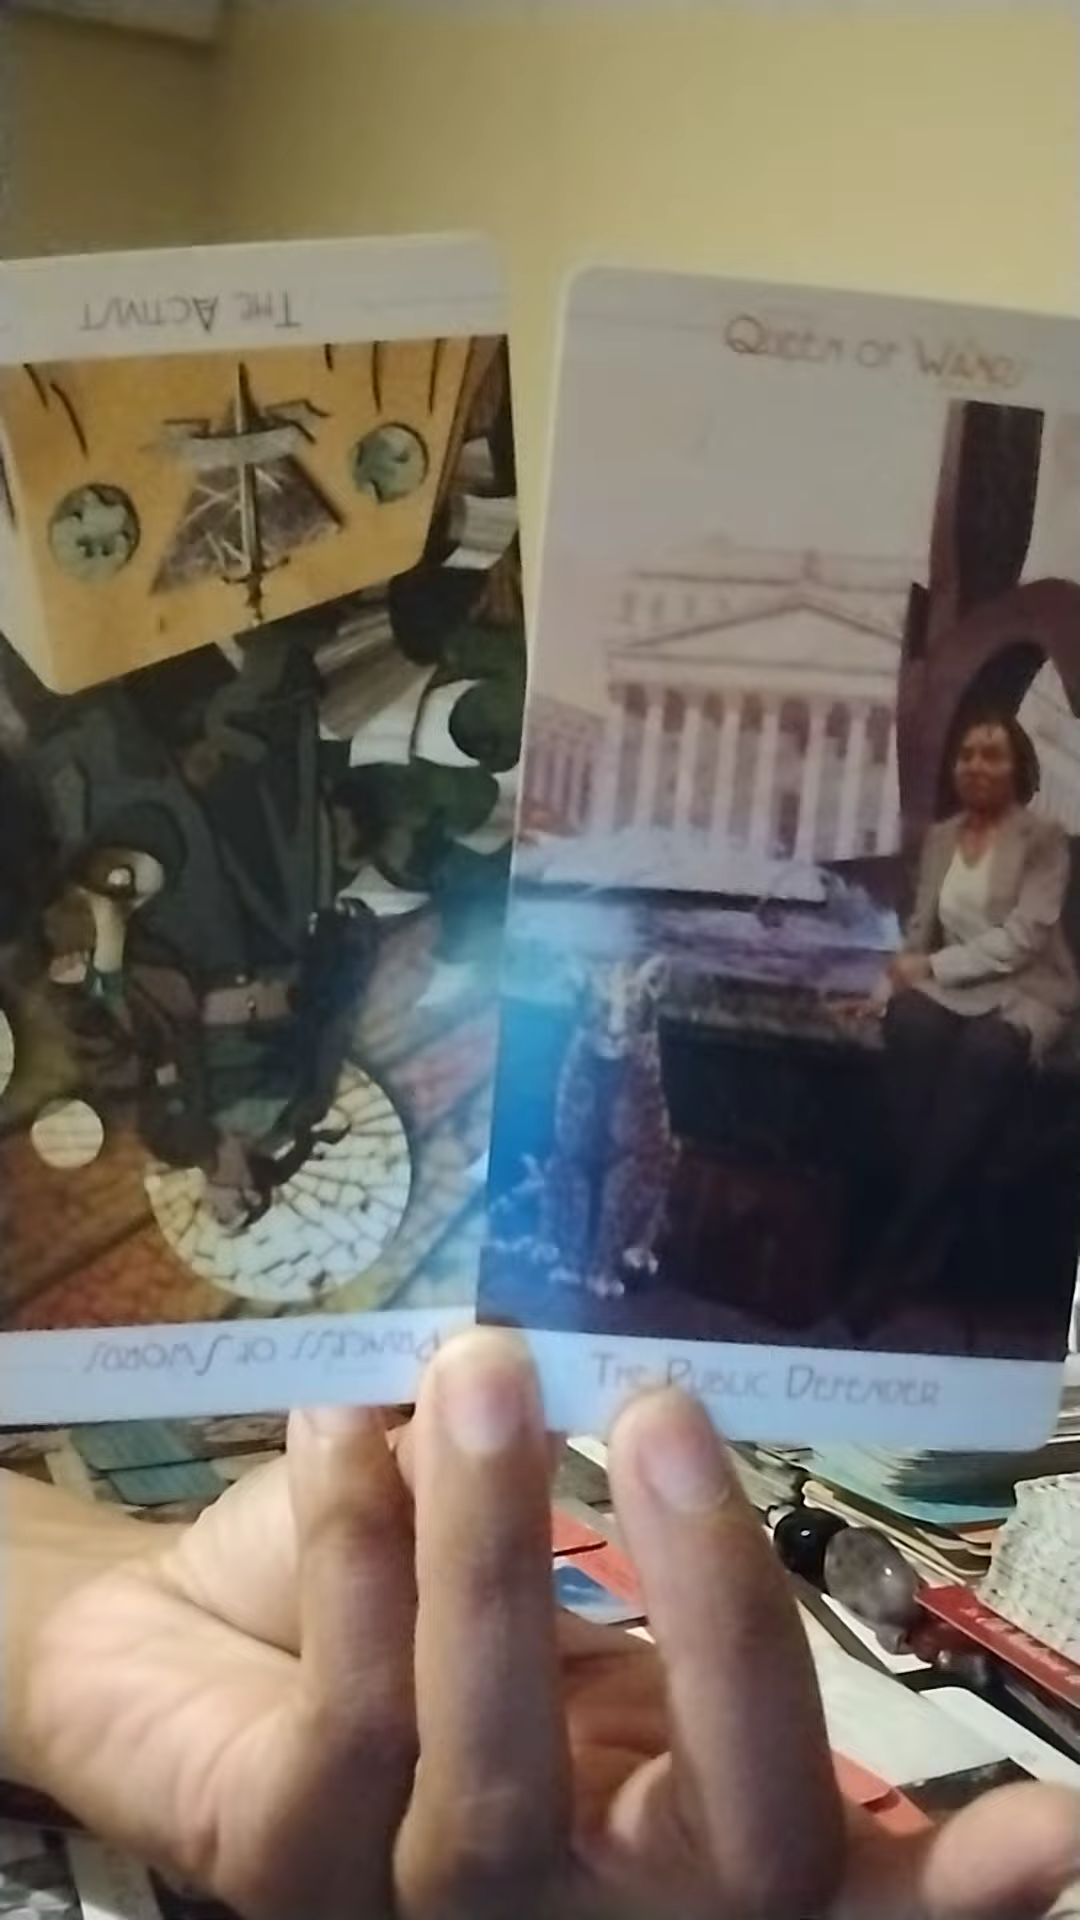 The Activist
Princess of Swords
Queen of Wands
The Public Defender